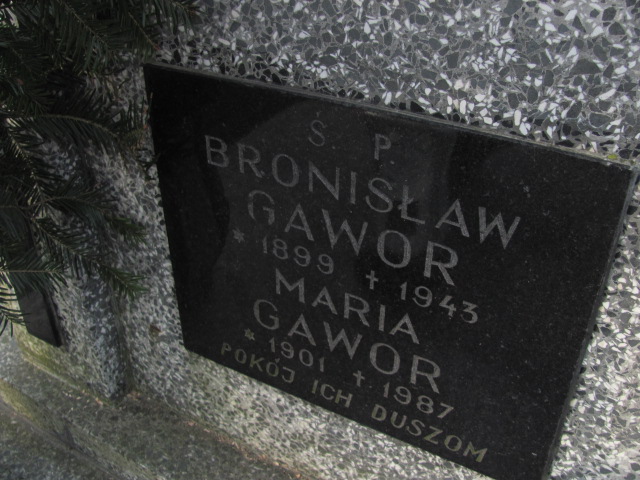 Ś. P.
BRONISŁAW
GAWOR
* 1899 ✝ 1943
MARIA
GAWOR
* 1901 ✝ 1987
POKÓJ ICH DUSZOM